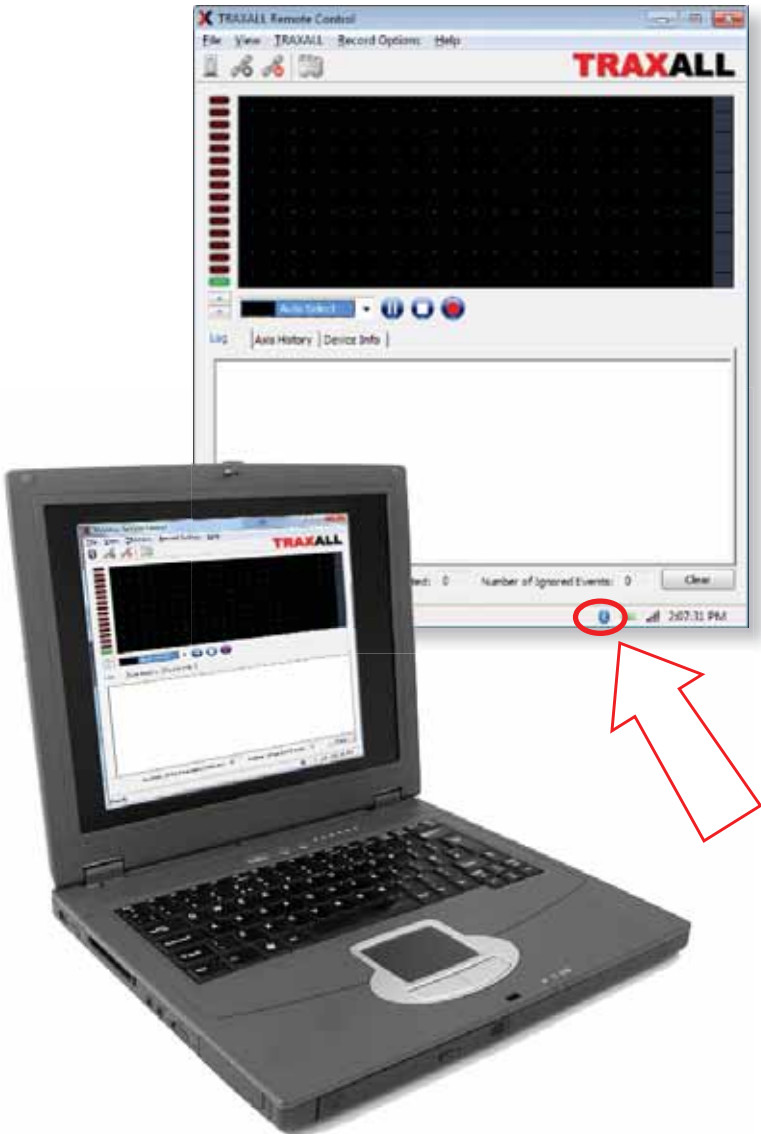 TRAXALL Remote Control
File View TRAXALL Record Options Help
TRAXALL
Auto Select
Log Axis History Device Info
Number of Ignored Events: 0 Clear
2:07:31 PM
TRAXALL